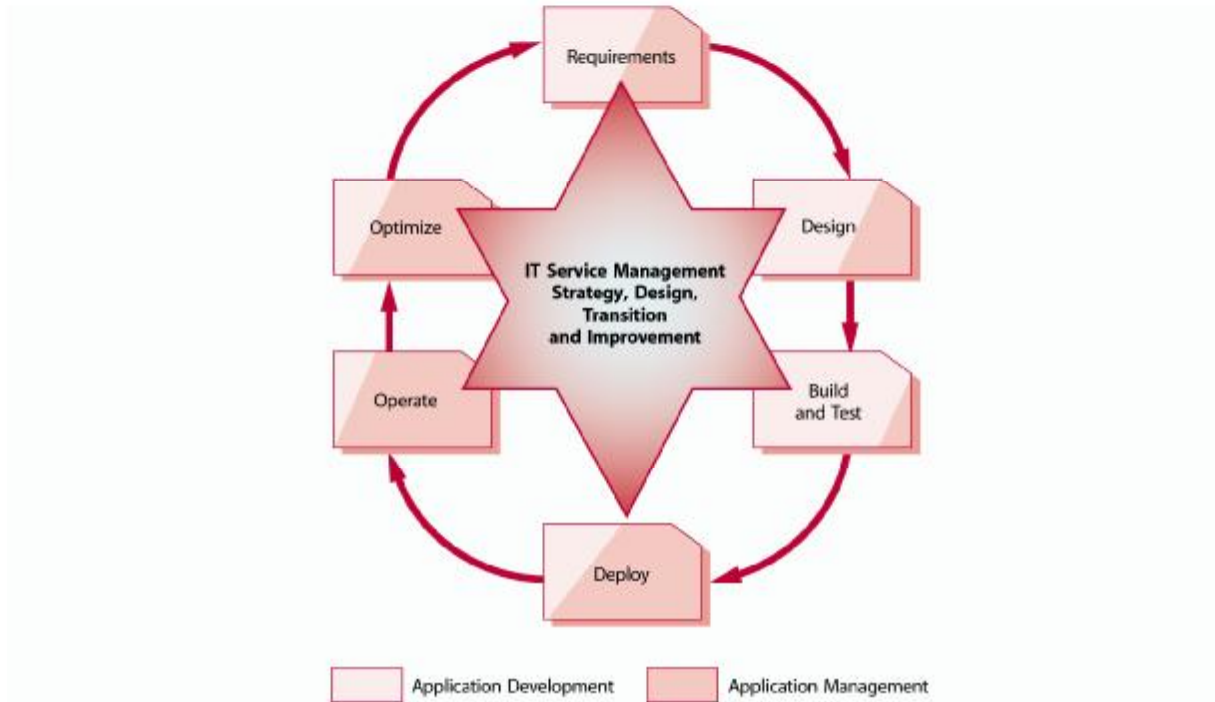 Requirements
Optimize
Design
IT Service Management
Strategy, Design,
Transition
and Improvement
Operate
Build
and Test
Deploy
Application Development
Application Management